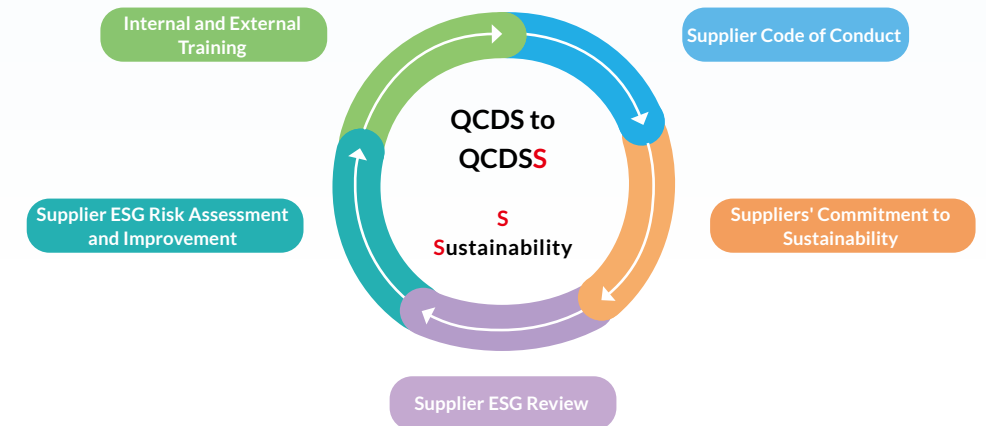 Internal and External
Training
Supplier Code of Conduct
QCDS to
QCDSS
S
Sustainability
Supplier ESG Risk Assessment
and Improvement
Suppliers' Commitment to
Sustainability
Supplier ESG Review